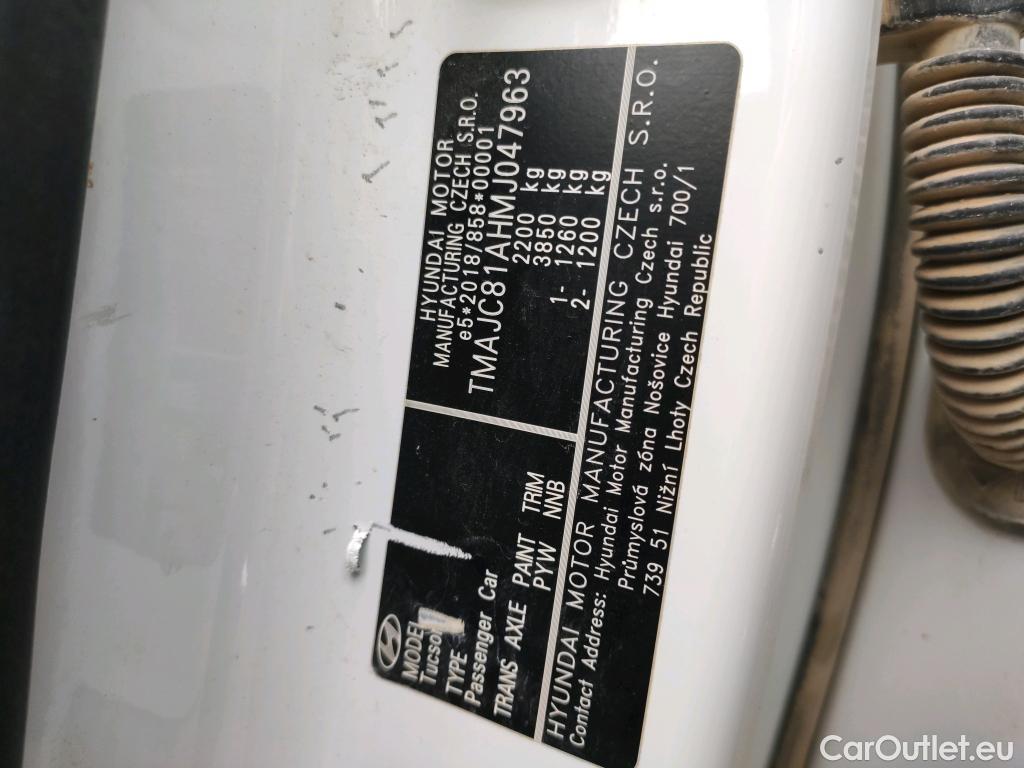 MODEL
Tucson
TYPE
Passenger Car
TRANS AXLE PAINT TRIM
PYW NNB
HYUNDAI MOTOR
MANUFACTURING CZECH S.R.O.
e5*2018/858*00001
TMAJC81AHMJ047963
2200 kg
3850 kg
1- 1260 kg
2- 1200 kg
HYUNDAI MOTOR MANUFACTURING CZECH S.R.O.
Contact Address: Hyundai Motor Manufacturing Czech s.r.o.
Průmyslová zóna Nošovice Hyundai 700/1
739 51 Nižní Lhoty Czech Republic
CarOutlet.eu